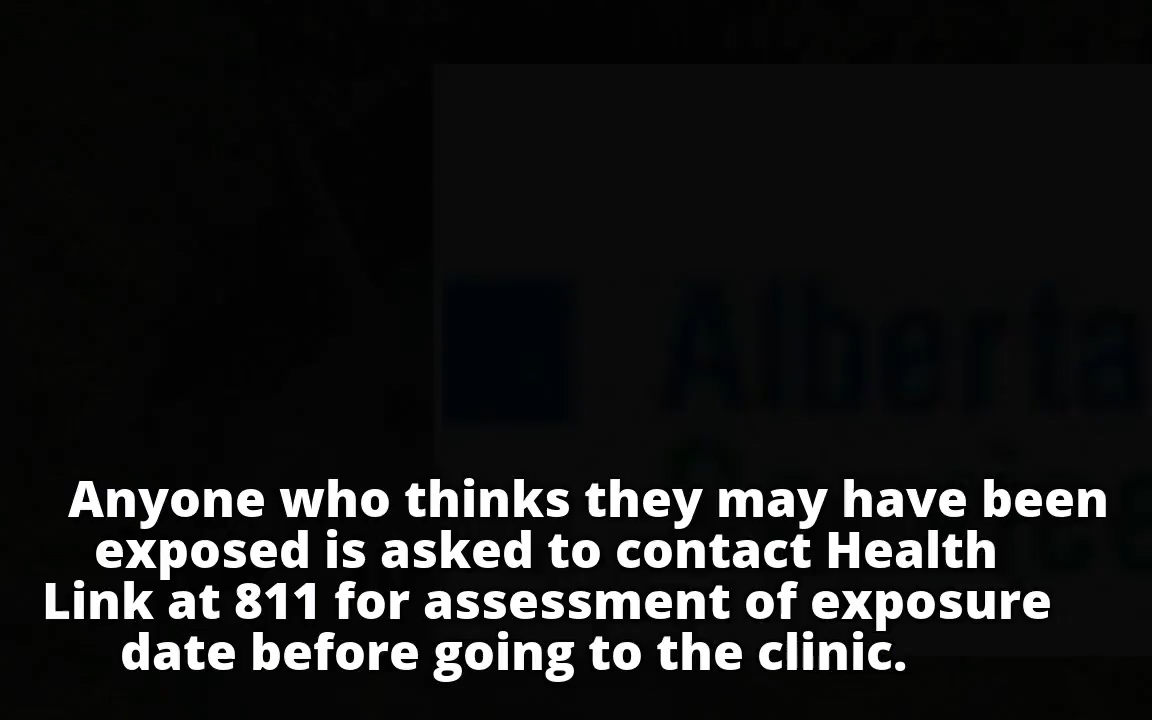 Alberta
Anyone who thinks they may have been
exposed is asked to contact Health
Link at 811 for assessment of exposure
date before going to the clinic.